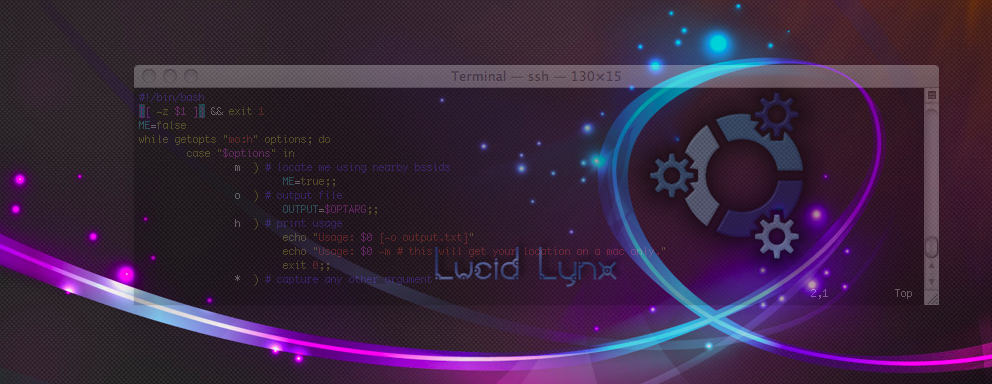 Terminal — ssh — 130×15
#!/bin/bash
[[ -z $1 ]] && exit 1
ME=false
while getopts "mo:h" options; do
case "$options" in
m ) # locate me using nearby bssids
ME=true;;
o ) # output file
OUTPUT=$OPTARG;;
h ) # print usage
echo "Usage: $0 [-o output.txt]"
echo "Usage: $0 -m # this will get your location on a mac only."
exit 0;;
* ) # capture any other argument
Lucid Lynx
2,1 Top